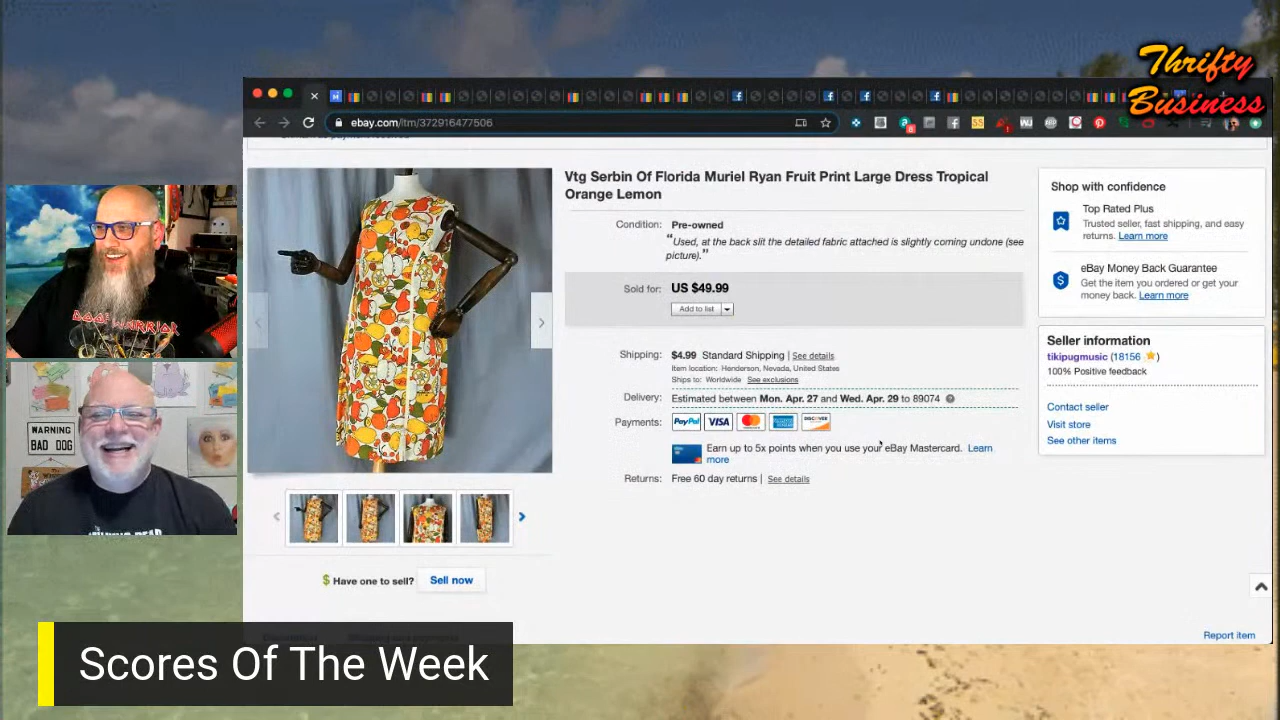 Thrifty
Business
ebay.com/itm/372916477506
Vtg Serbin Of Florida Muriel Ryan Fruit Print Large Dress Tropical
Orange Lemon
Condition: Pre-owned
"Used, at the back slit the detailed fabric attached is slightly coming undone (see
picture)."
Sold for: US $49.99
Add to list
Shipping: $4.99 Standard Shipping | See details
Item location: Henderson, Nevada, United States
Ships to: Worldwide See exclusions
Delivery: Estimated between Mon. Apr. 27 and Wed. Apr. 29 to 89074
Payments: PayPal VISA
DISCOVER
Earn up to 5x points when you use your eBay Mastercard. Learn
more
Returns: Free 60 day returns | See details
Shop with confidence
Top Rated Plus
Trusted seller, fast shipping, and easy
returns. Learn more
eBay Money Back Guarantee
Get the item you ordered or get your
money back. Learn more
Seller information
tikipugmusic (18156)
100% Positive feedback
Contact seller
Visit store
See other items
$ Have one to sell? Sell now
Report item
WARNING
BAD DOG
Scores Of The Week